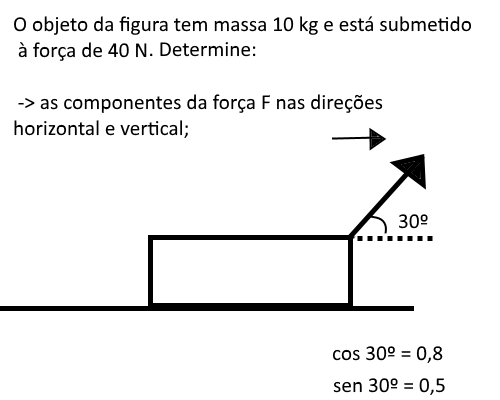 O objeto da figura tem massa 10 kg e está submetido
à força de 40 N. Determine:
-> as componentes da força F nas direções
horizontal e vertical;
30º
cos 30º = 0,8
sen 30º = 0,5